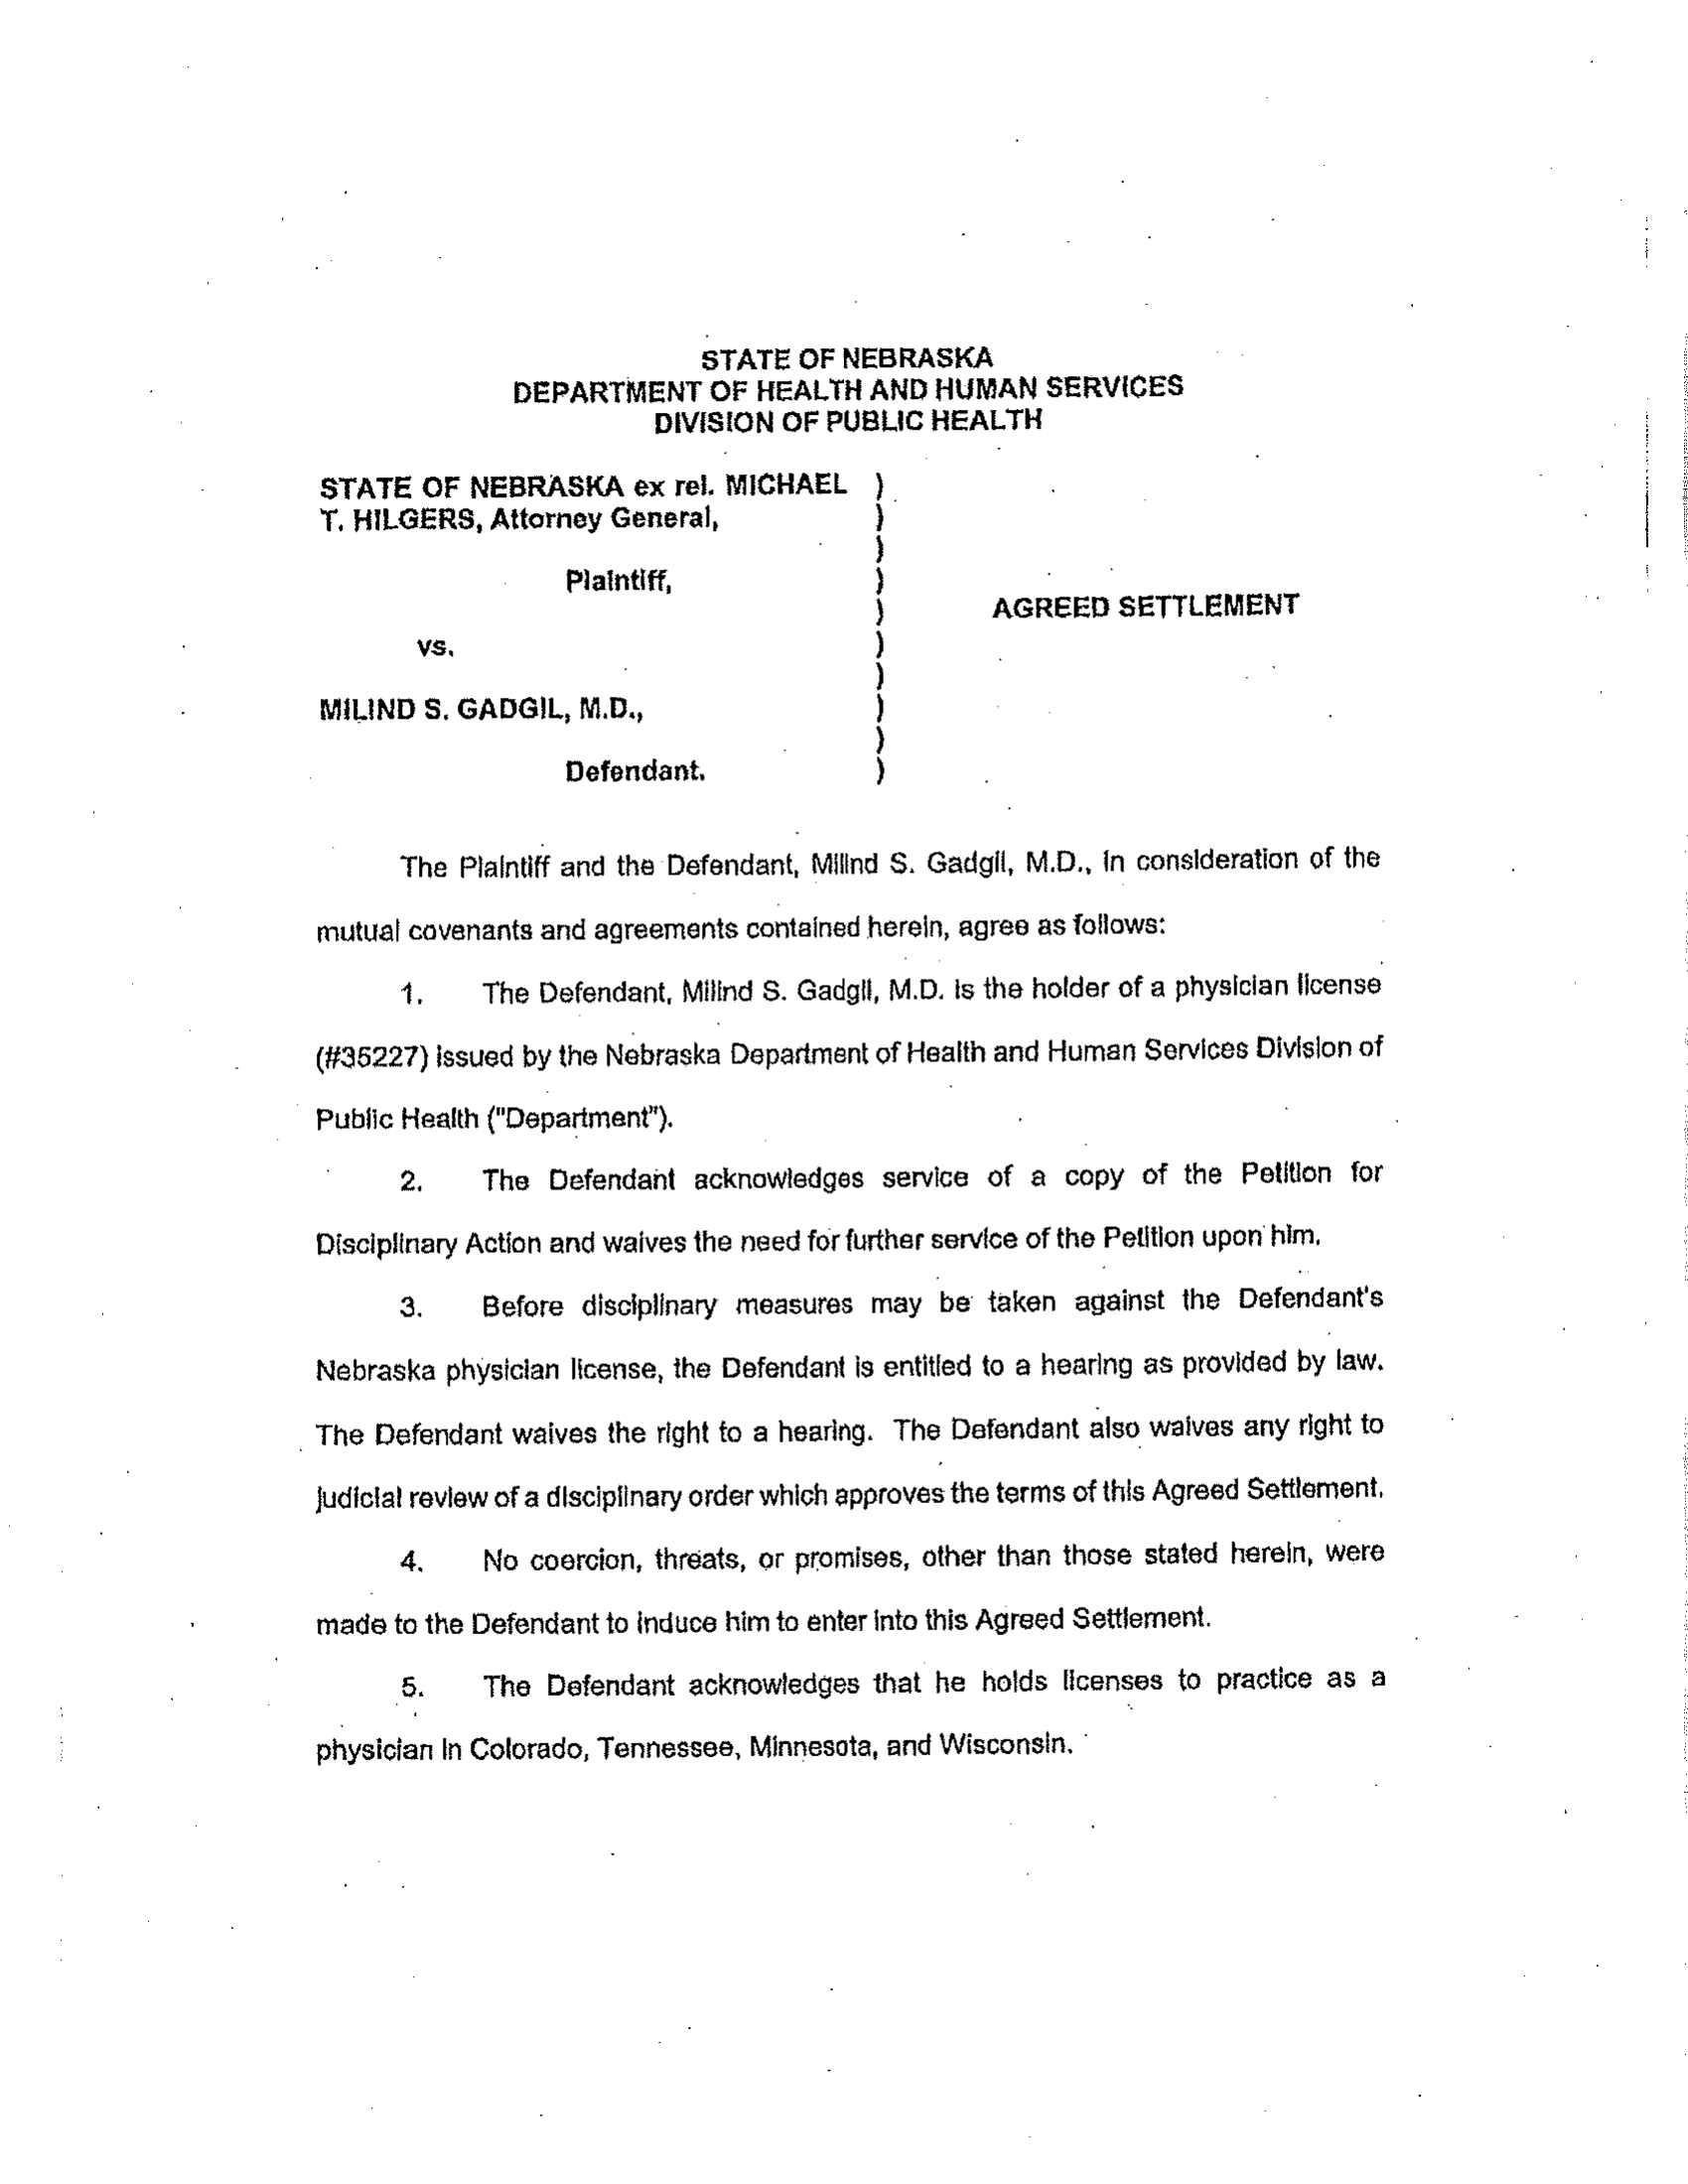 STATE OF NEBRASKA
DEPARTMENT OF HEALTH AND HUMAN SERVICES
DIVISION OF PUBLIC HEALTH
STATE OF NEBRASKA ex rel. MICHAEL )
T. HILGERS, Attorney General, )
)
Plaintiff, )
) AGREED SETTLEMENT
vs. )
)
MILIND S. GADGIL, M.D., )
)
Defendant. )
The Plaintiff and the Defendant, Milind S. Gadgil, M.D., in consideration of the
mutual covenants and agreements contained herein, agree as follows:
1. The Defendant, Milind S. Gadgil, M.D. is the holder of a physician license
(#35227) issued by the Nebraska Department of Health and Human Services Division of
Public Health ("Department").
2. The Defendant acknowledges service of a copy of the Petition for
Disciplinary Action and waives the need for further service of the Petition upon him.
3. Before disciplinary measures may be taken against the Defendant's
Nebraska physician license, the Defendant is entitled to a hearing as provided by law.
The Defendant waives the right to a hearing. The Defendant also waives any right to
judicial review of a disciplinary order which approves the terms of this Agreed Settlement.
4. No coercion, threats, or promises, other than those stated herein, were
made to the Defendant to induce him to enter into this Agreed Settlement.
5. The Defendant acknowledges that he holds licenses to practice as a
physician in Colorado, Tennessee, Minnesota, and Wisconsin.